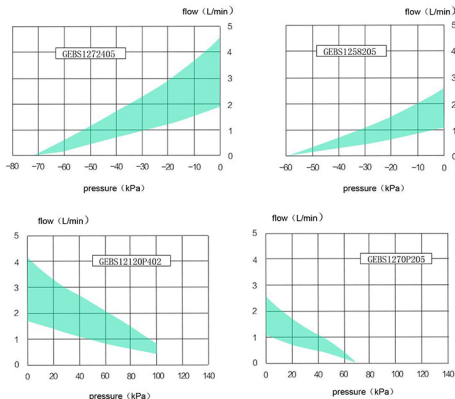 flow（L/min）
GEBS1272405
5
4
3
2
1
0
−80 −70 −60 −50 −40 −30 −20 −10 0
pressure（kPa）
flow（L/min）
GEBS1258205
5
4
3
2
1
0
−60 −50 −40 −30 −20 −10 0
pressure（kPa）
flow（L/min）
GEBS12120P402
5
4
3
2
1
0
0 20 40 60 80 100 120 140
pressure（kPa）
flow（L/min）
GEBS1270P205
5
4
3
2
1
0
0 20 40 60 80 100 120 140
pressure（kPa）